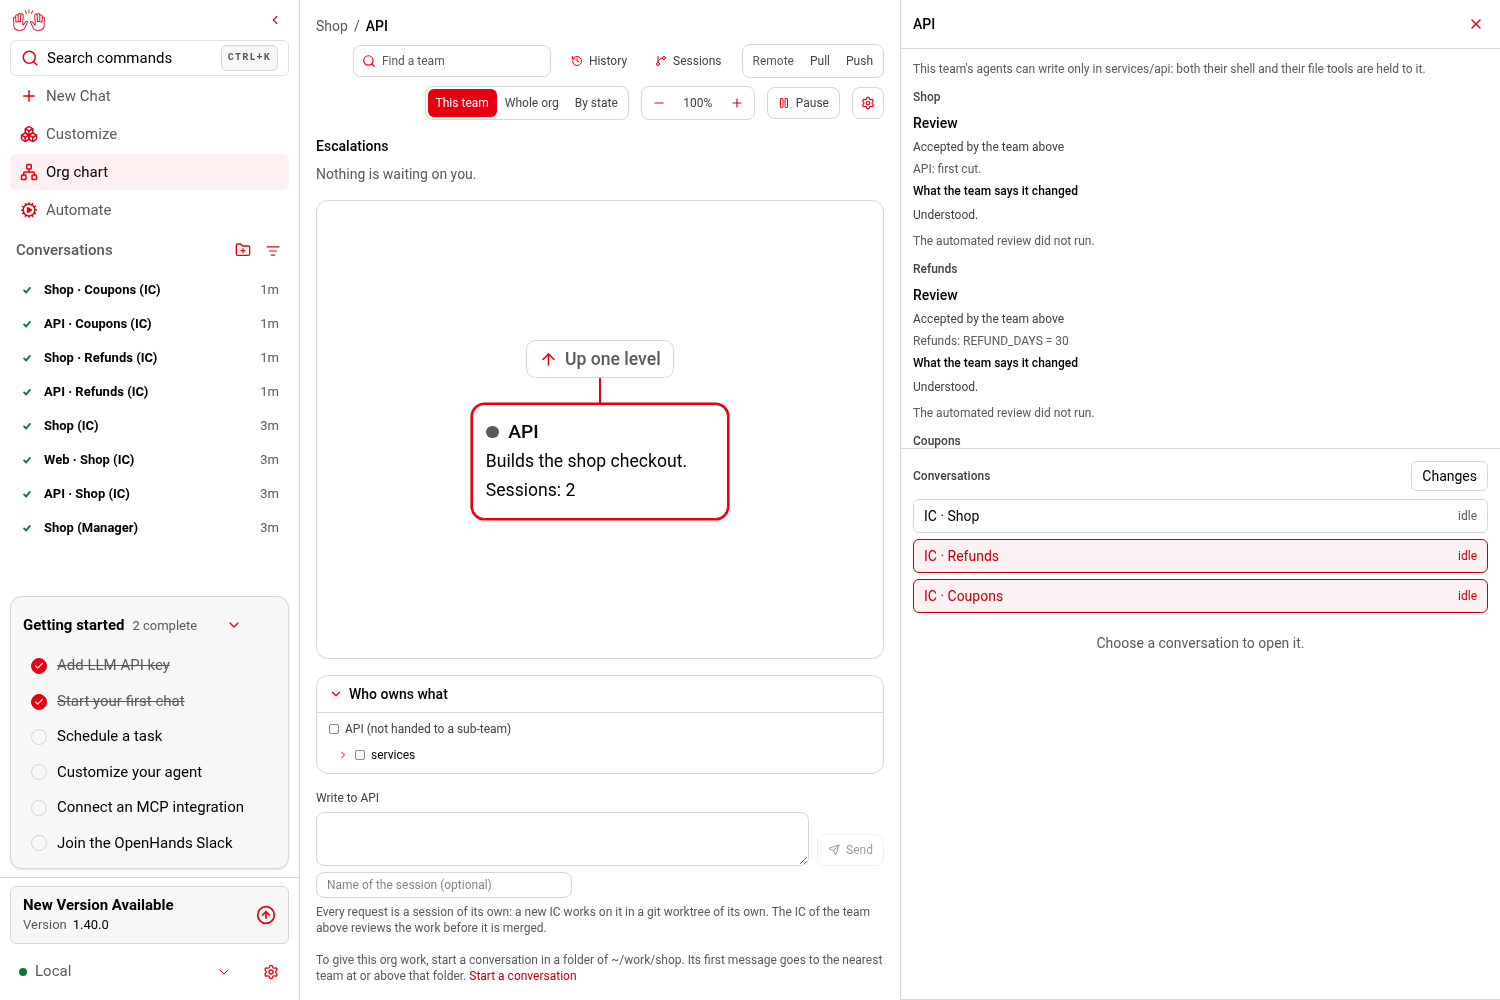 Search commands
CTRL+K
New Chat
Customize
Org chart
Automate
Conversations
Shop · Coupons (IC) 1m
API · Coupons (IC) 1m
Shop · Refunds (IC) 1m
API · Refunds (IC) 1m
Shop (IC) 3m
Web · Shop (IC) 3m
API · Shop (IC) 3m
Shop (Manager) 3m
Getting started 2 complete
Add LLM API key
Start your first chat
Schedule a task
Customize your agent
Connect an MCP integration
Join the OpenHands Slack
New Version Available
Version 1.40.0
Local
Shop / API
Find a team
History
Sessions
Remote Pull Push
This team Whole org By state
100%
Pause
Escalations
Nothing is waiting on you.
Up one level
API
Builds the shop checkout.
Sessions: 2
Who owns what
API (not handed to a sub-team)
services
Write to API
Send
Name of the session (optional)
Every request is a session of its own: a new IC works on it in a git worktree of its own. The IC of the team
above reviews the work before it is merged.
To give this org work, start a conversation in a folder of ~/work/shop. Its first message goes to the nearest
team at or above that folder. Start a conversation
API
This team's agents can write only in services/api: both their shell and their file tools are held to it.
Shop
Review
Accepted by the team above
API: first cut.
What the team says it changed
Understood.
The automated review did not run.
Refunds
Review
Accepted by the team above
Refunds: REFUND_DAYS = 30
What the team says it changed
Understood.
The automated review did not run.
Coupons
Conversations
Changes
IC · Shop idle
IC · Refunds idle
IC · Coupons idle
Choose a conversation to open it.